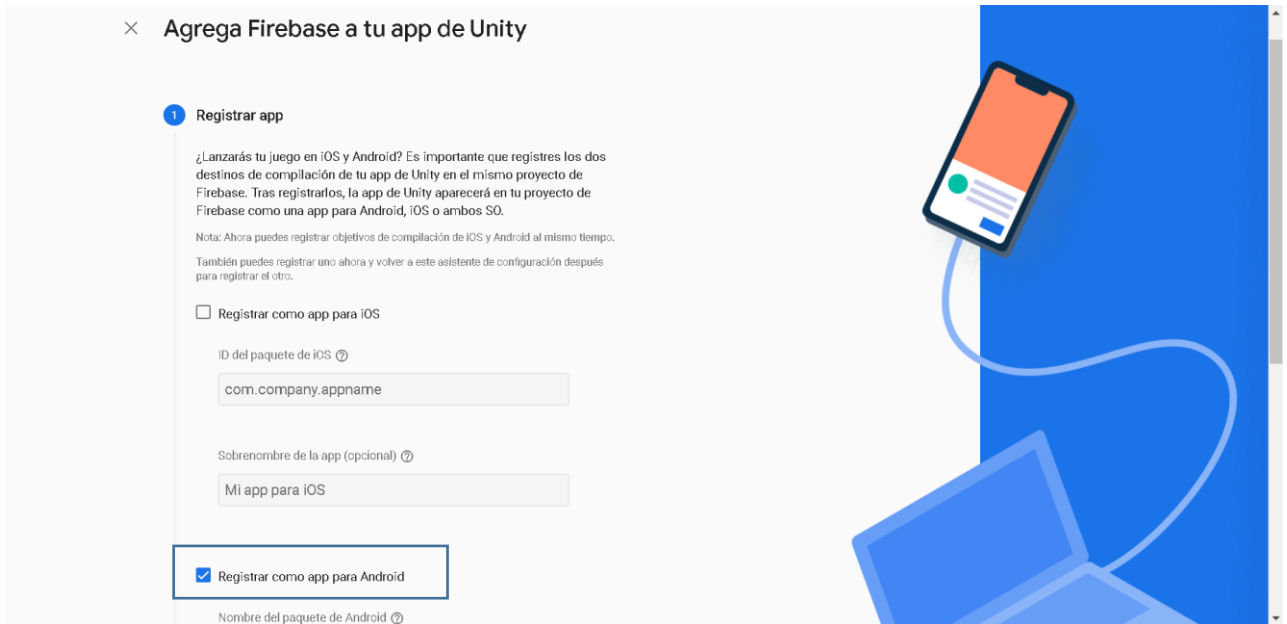 Agrega Firebase a tu app de Unity
1 Registrar app
¿Lanzarás tu juego en iOS y Android? Es importante que registres los dos
destinos de compilación de tu app de Unity en el mismo proyecto de
Firebase. Tras registrarlos, la app de Unity aparecerá en tu proyecto de
Firebase como una app para Android, iOS o ambos SO.
Nota: Ahora puedes registrar objetivos de compilación de iOS y Android al mismo tiempo.
También puedes registrar uno ahora y volver a este asistente de configuración después
para registrar el otro.
Registrar como app para iOS
ID del paquete de iOS
com.company.appname
Sobrenombre de la app (opcional)
Mi app para iOS
Registrar como app para Android
Nombre del paquete de Android